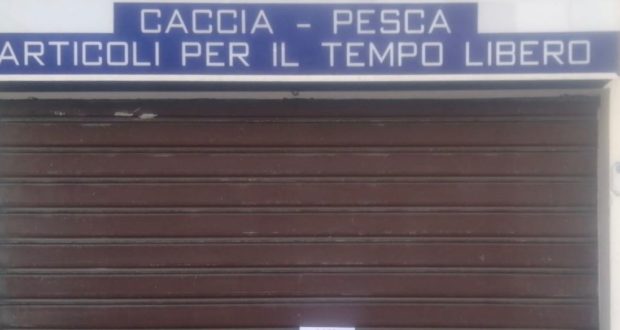 CACCIA - PESCA
ARTICOLI PER IL TEMPO LIBERO